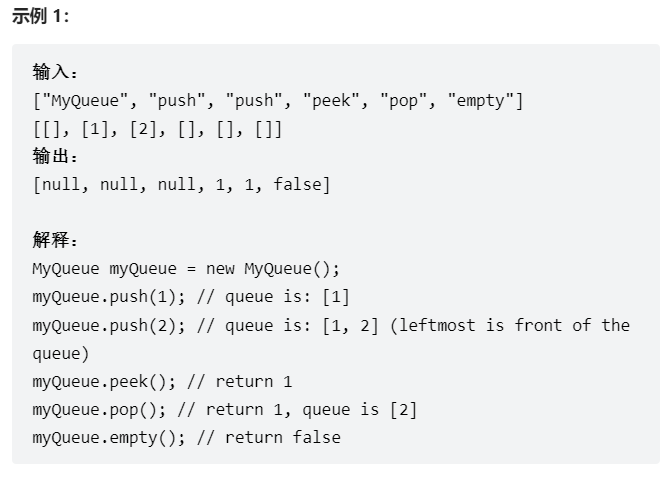 示例 1：
输入：
["MyQueue", "push", "push", "peek", "pop", "empty"]
[[], [1], [2], [], [], []]
输出：
[null, null, null, 1, 1, false]
解释：
MyQueue myQueue = new MyQueue();
myQueue.push(1); // queue is: [1]
myQueue.push(2); // queue is: [1, 2] (leftmost is front of the
queue)
myQueue.peek(); // return 1
myQueue.pop(); // return 1, queue is [2]
myQueue.empty(); // return false